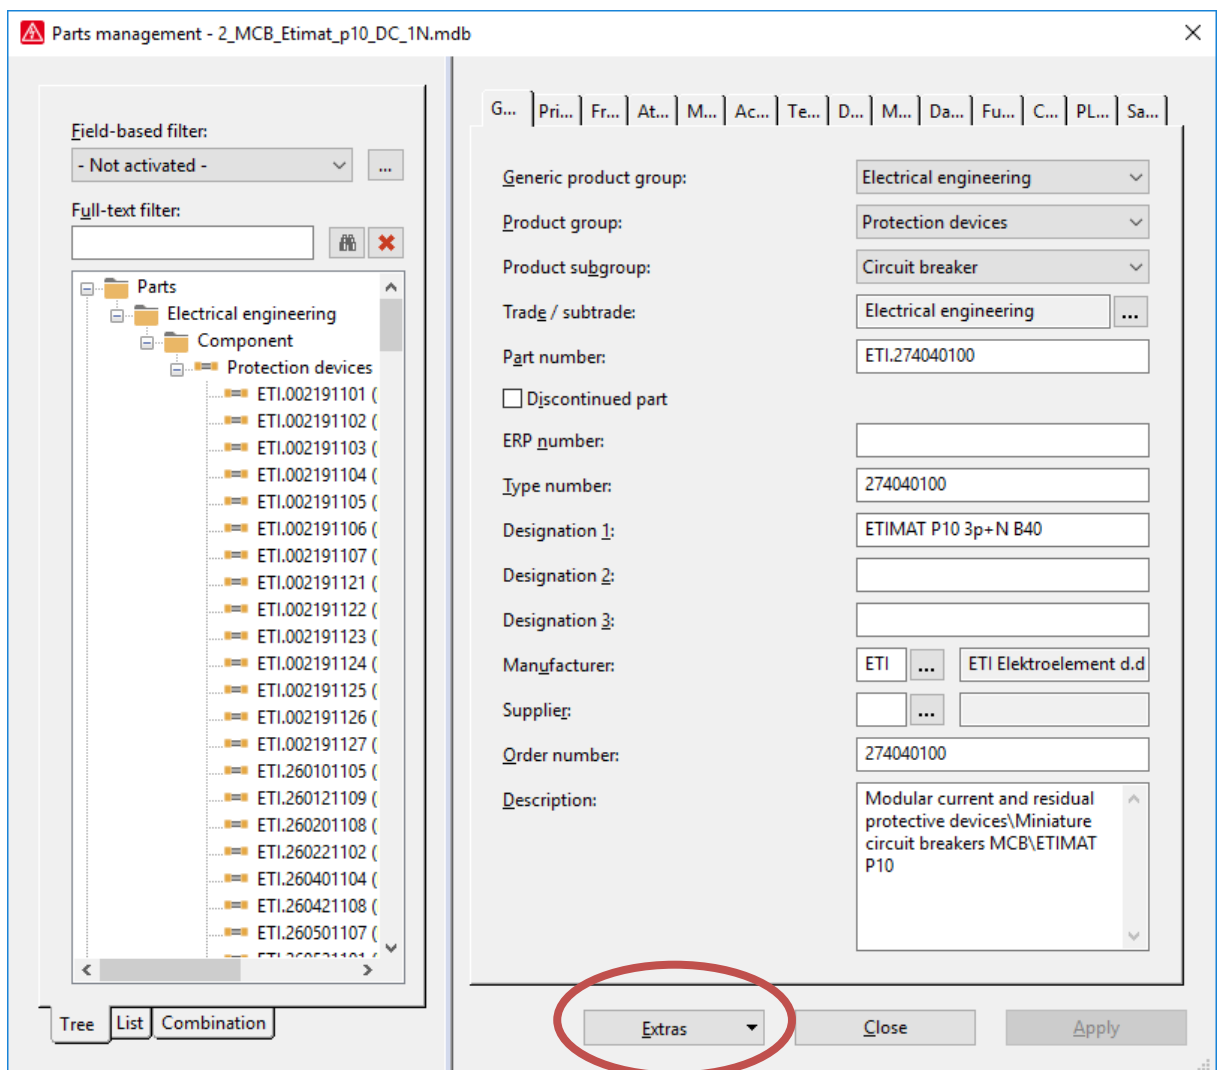 Parts management - 2_MCB_Etimat_p10_DC_1N.mdb
Field-based filter:
- Not activated -
...
Full-text filter:
Parts
Electrical engineering
Component
Protection devices
ETI.002191101 (
ETI.002191102 (
ETI.002191103 (
ETI.002191104 (
ETI.002191105 (
ETI.002191106 (
ETI.002191107 (
ETI.002191121 (
ETI.002191122 (
ETI.002191123 (
ETI.002191124 (
ETI.002191125 (
ETI.002191126 (
ETI.002191127 (
ETI.260101105 (
ETI.260121109 (
ETI.260201108 (
ETI.260221102 (
ETI.260401104 (
ETI.260421108 (
ETI.260501107 (
Tree List Combination
G... Pri... Fr... At... M... Ac... Te... D... M... Da... Fu... C... PL... Sa...
Generic product group: Electrical engineering
Product group: Protection devices
Product subgroup: Circuit breaker
Trade / subtrade: Electrical engineering ...
Part number: ETI.274040100
Discontinued part
ERP number:
Type number: 274040100
Designation 1: ETIMAT P10 3p+N B40
Designation 2:
Designation 3:
Manufacturer: ETI ... ETI Elektroelement d.d
Supplier: ...
Order number: 274040100
Description: Modular current and residual
protective devices\Miniature
circuit breakers MCB\ETIMAT
P10
Extras Close Apply